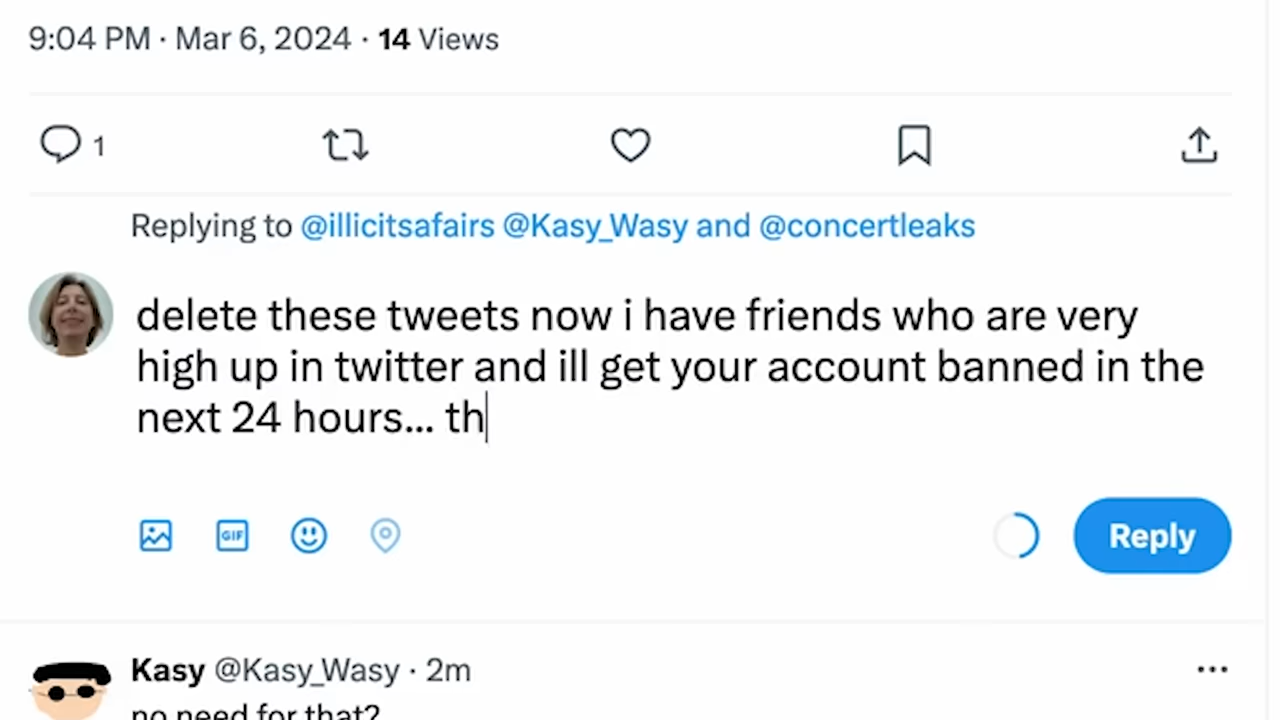 9:04 PM · Mar 6, 2024 · 14 Views
1
Replying to @illicitsafairs @Kasy_Wasy and @concertleaks
delete these tweets now i have friends who are very
high up in twitter and ill get your account banned in the
next 24 hours... th
GIF
Reply
Kasy @Kasy_Wasy · 2m
no need for that?